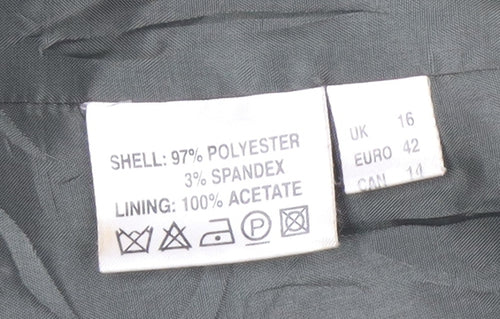 SHELL: 97% POLYESTER
3% SPANDEX
LINING: 100% ACETATE
P
UK 16
EURO 42
CAN 14